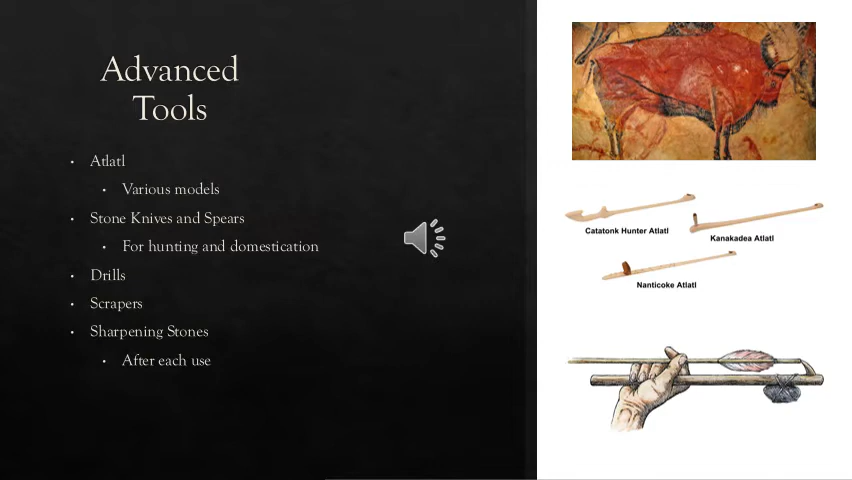 Advanced
Tools
• Atlatl
• Various models
• Stone Knives and Spears
• For hunting and domestication
• Drills
• Scrapers
• Sharpening Stones
• After each use
Catatonk Hunter Atlatl
Kanakadea Atlatl
Nanticoke Atlatl